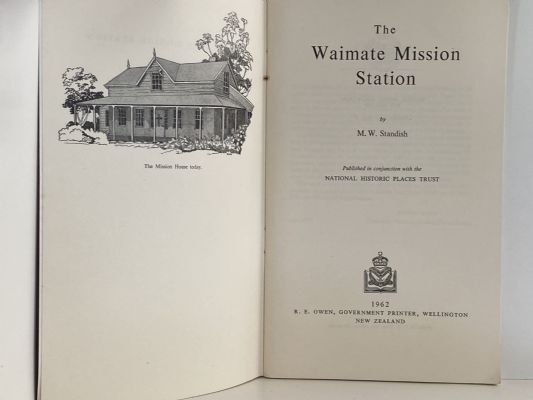 The Mission House today.
The
Waimate Mission
Station
by
M. W. Standish
Published in conjunction with the
NATIONAL HISTORIC PLACES TRUST
1962
R. E. OWEN, GOVERNMENT PRINTER, WELLINGTON
NEW ZEALAND